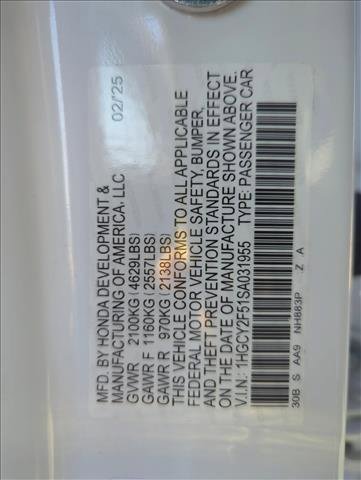 MFD. BY HONDA DEVELOPMENT &
MANUFACTURING OF AMERICA, LLC 02/'25
GVWR 2100KG (4629LBS)
GAWR F 1160KG (2557LBS)
GAWR R 970KG (2138LBS)
THIS VEHICLE CONFORMS TO ALL APPLICABLE
FEDERAL MOTOR VEHICLE SAFETY, BUMPER,
AND THEFT PREVENTION STANDARDS IN EFFECT
ON THE DATE OF MANUFACTURE SHOWN ABOVE.
V.I.N.: 1HGCY2F51SA031955 TYPE: PASSENGER CAR
30B S AA9 NH883P Z A